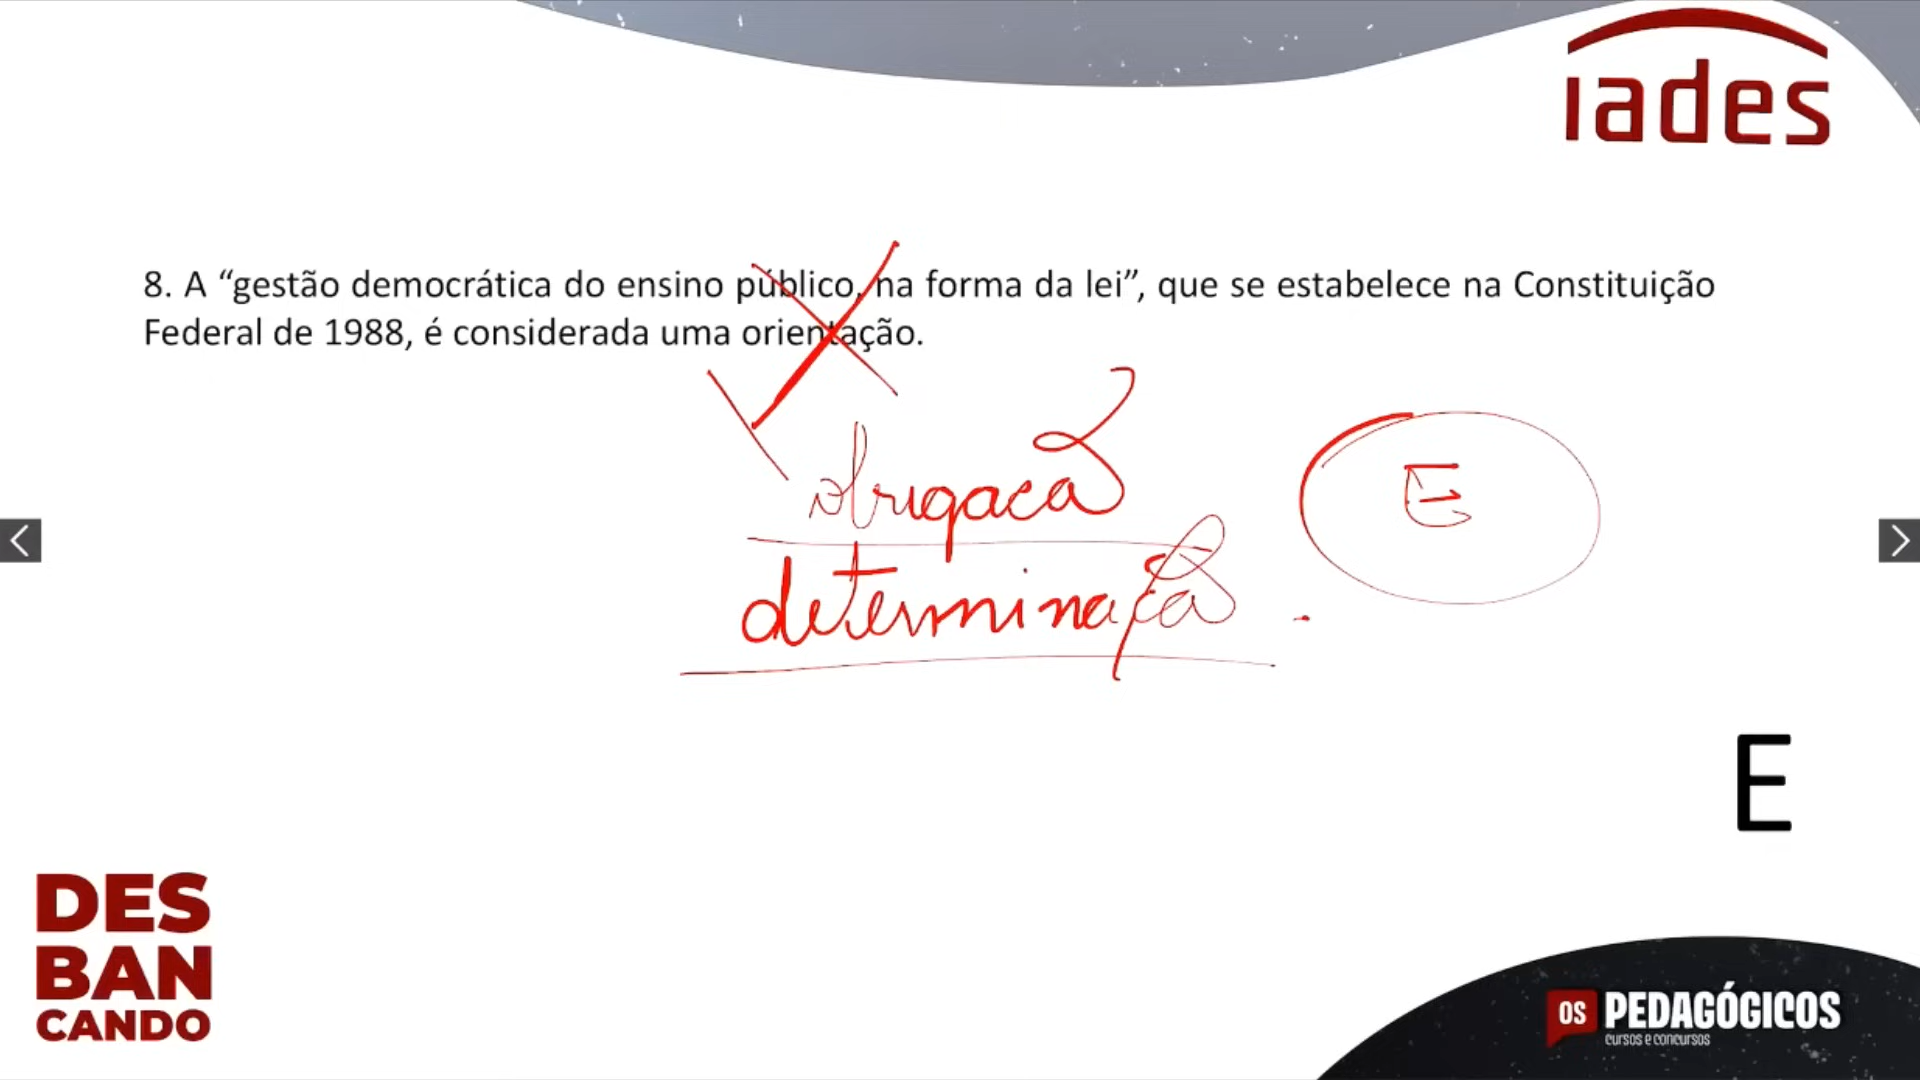 iades
8. A “gestão democrática do ensino público, na forma da lei”, que se estabelece na Constituição
Federal de 1988, é considerada uma orientação.
obrigação
E
determinação
E
DES
BAN
CANDO
OS PEDAGÓGICOS
cursos e concursos